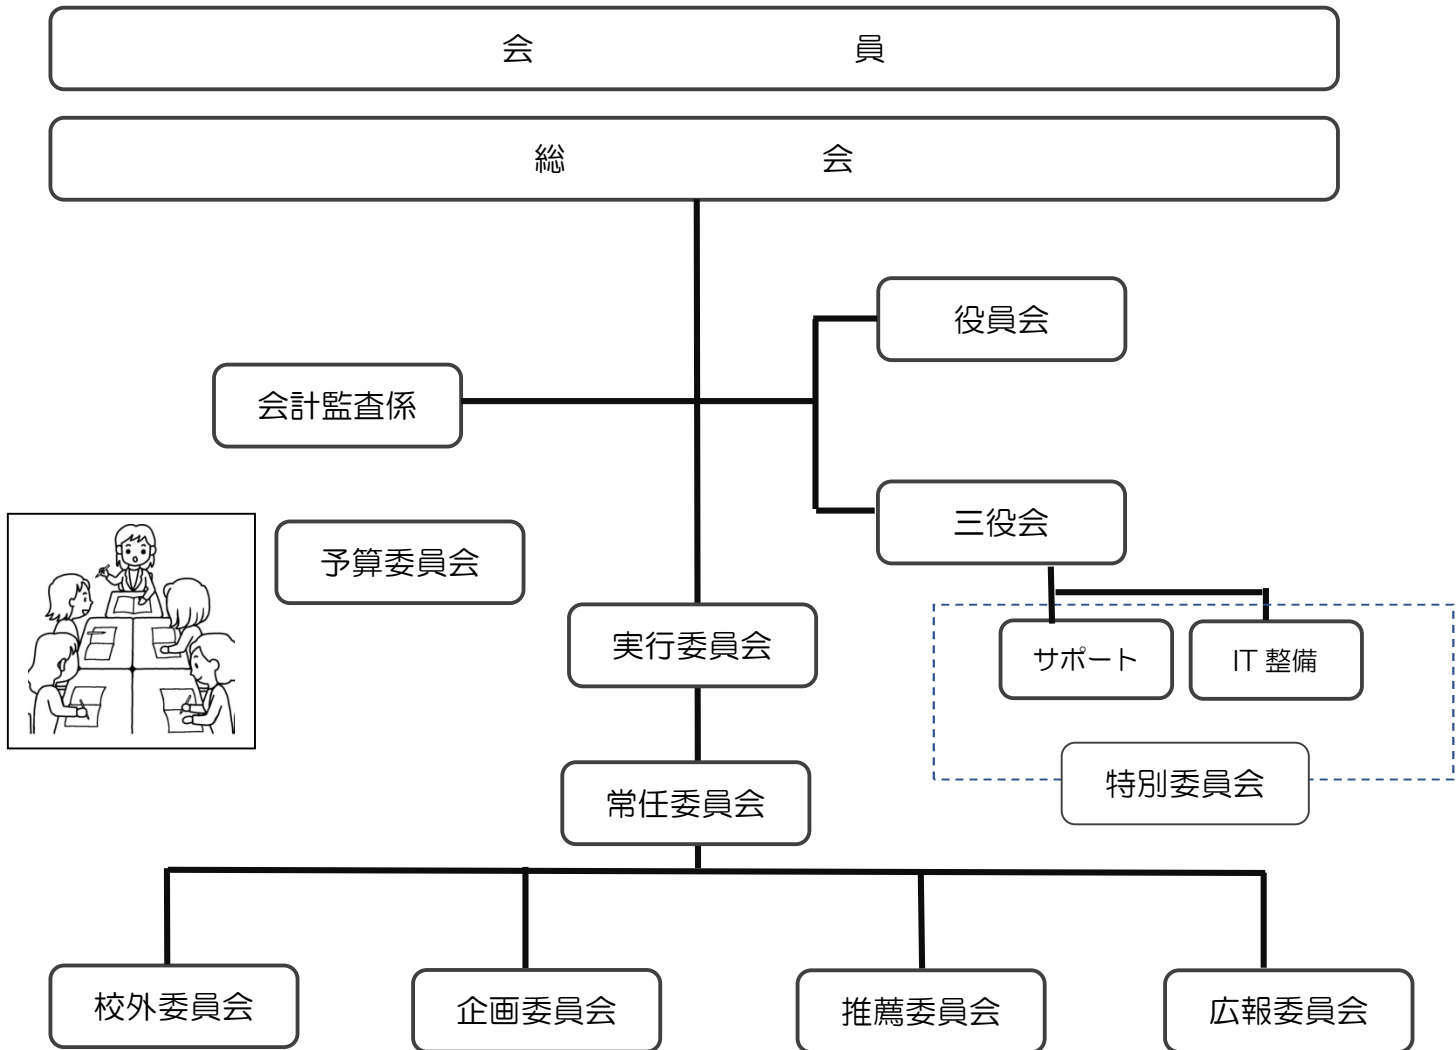 会 員
総 会
役員会
会計監査係
三役会
予算委員会
実行委員会
サポート
IT 整備
特別委員会
常任委員会
校外委員会
企画委員会
推薦委員会
広報委員会